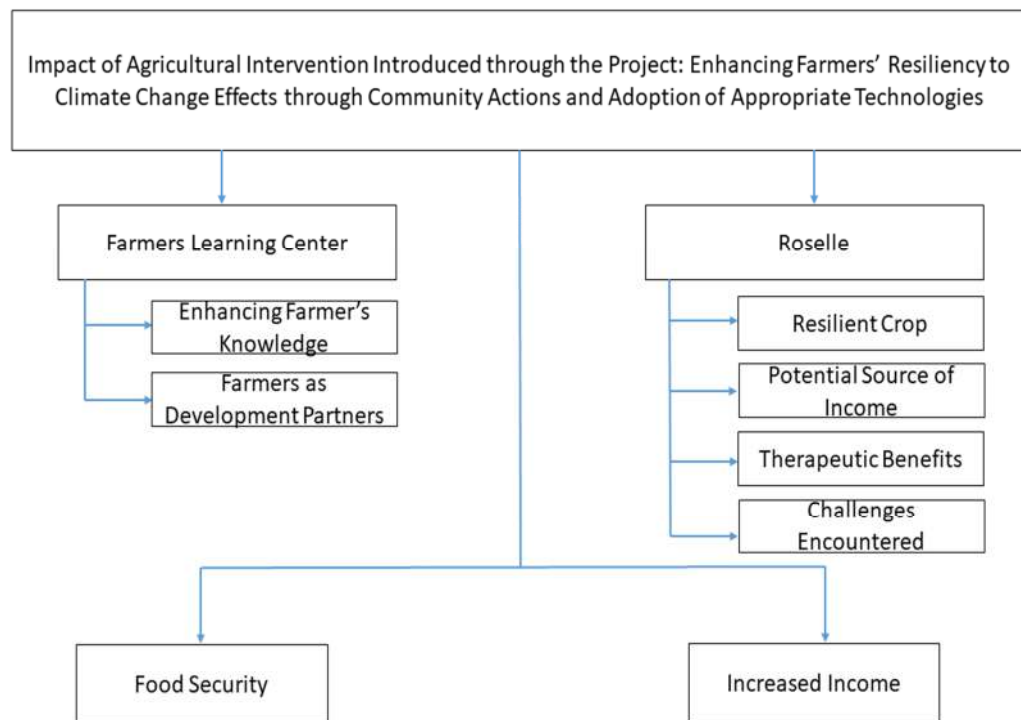 Impact of Agricultural Intervention Introduced through the Project: Enhancing Farmers’ Resiliency to
Climate Change Effects through Community Actions and Adoption of Appropriate Technologies
Farmers Learning Center
Enhancing Farmer’s
Knowledge
Farmers as
Development Partners
Roselle
Resilient Crop
Potential Source of
Income
Therapeutic Benefits
Challenges
Encountered
Food Security
Increased Income